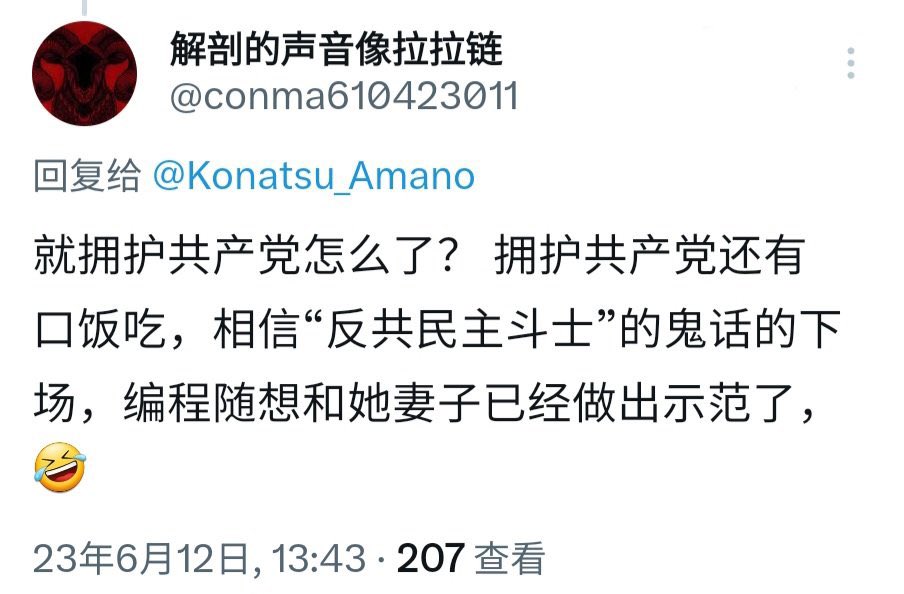 解剖的声音像拉拉链
@conma610423011
回复给 @Konatsu_Amano
就拥护共产党怎么了？ 拥护共产党还有
口饭吃，相信“反共民主斗士”的鬼话的下
场，编程随想和她妻子已经做出示范了，
🤣
23年6月12日, 13:43 · 207 查看